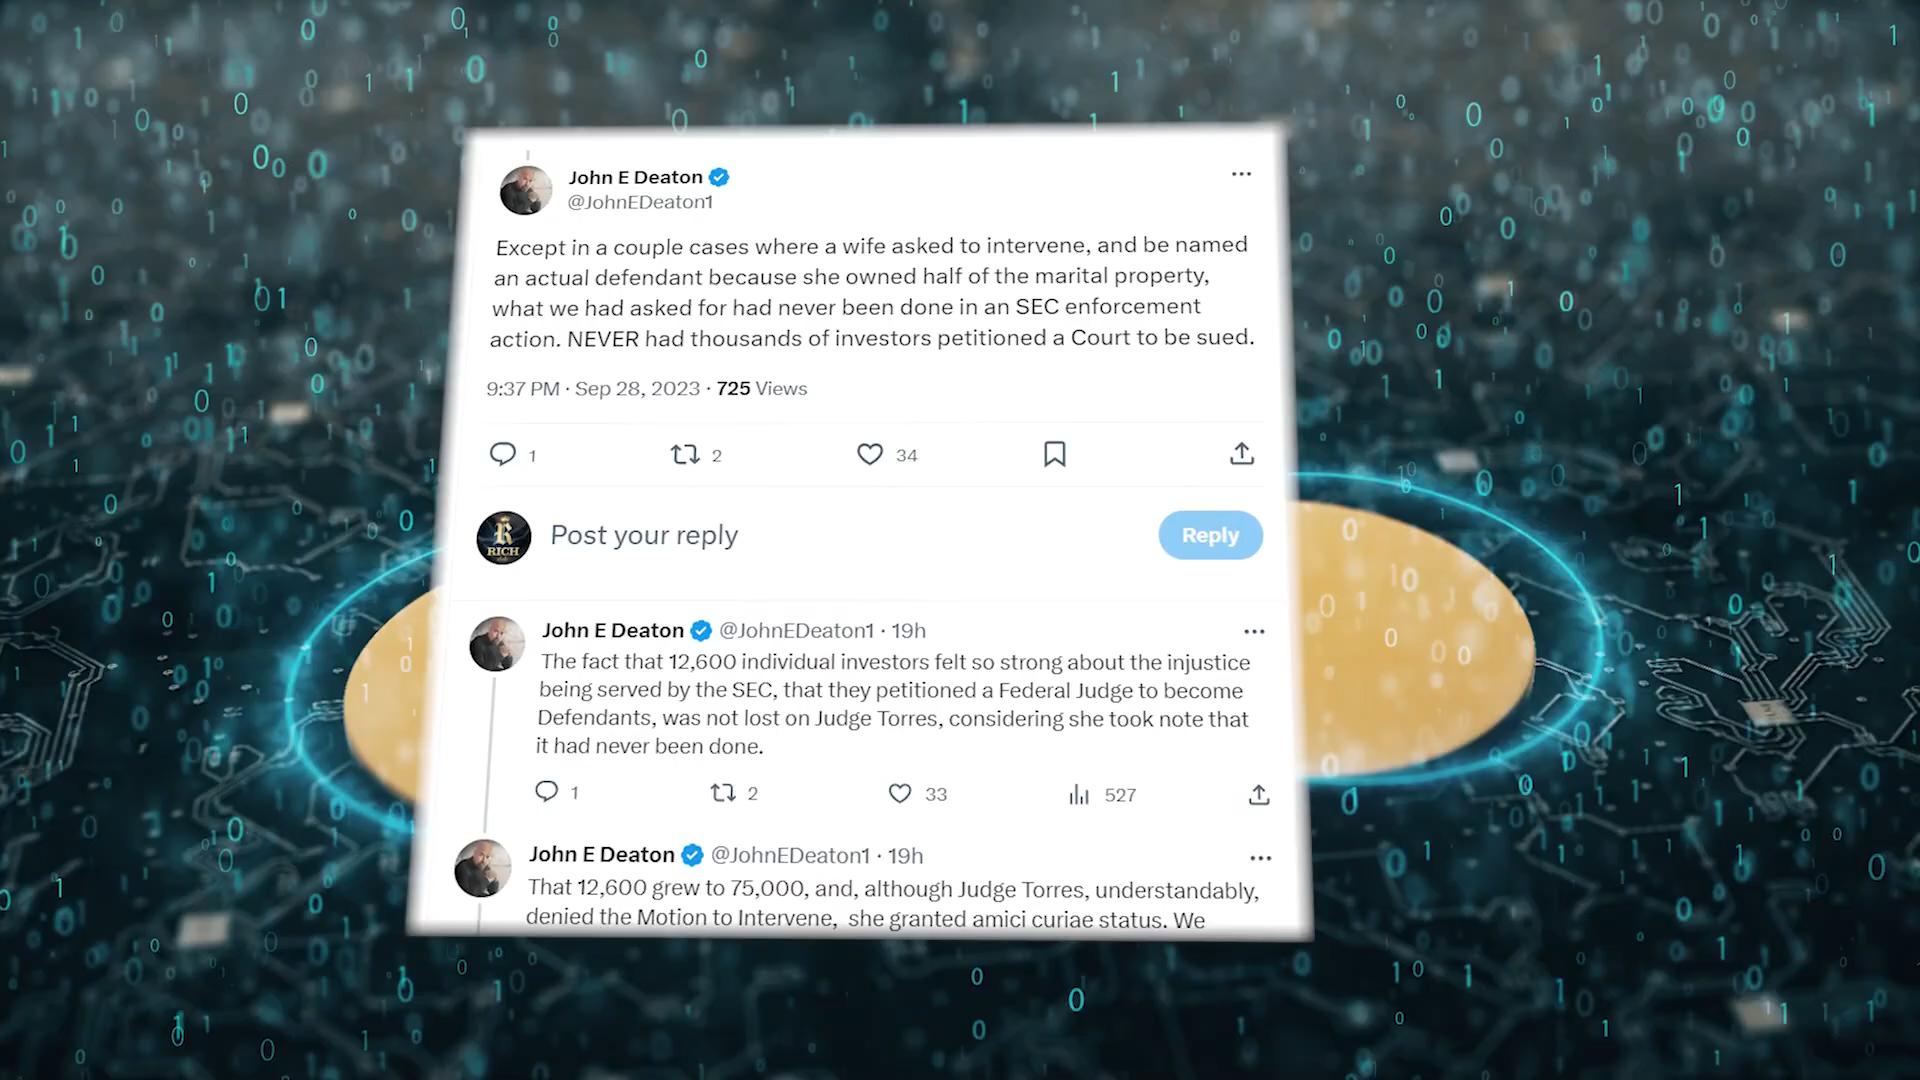 John E Deaton
@JohnEDeaton1
Except in a couple cases where a wife asked to intervene, and be named
an actual defendant because she owned half of the marital property,
what we had asked for had never been done in an SEC enforcement
action. NEVER had thousands of investors petitioned a Court to be sued.
9:37 PM · Sep 28, 2023 · 725 Views
1 2 34
R
RICH
Post your reply
Reply
John E Deaton @JohnEDeaton1 · 19h
The fact that 12,600 individual investors felt so strong about the injustice
being served by the SEC, that they petitioned a Federal Judge to become
Defendants, was not lost on Judge Torres, considering she took note that
it had never been done.
1 2 33 527
John E Deaton @JohnEDeaton1 · 19h
That 12,600 grew to 75,000, and, although Judge Torres, understandably,
denied the Motion to Intervene, she granted amici curiae status. We